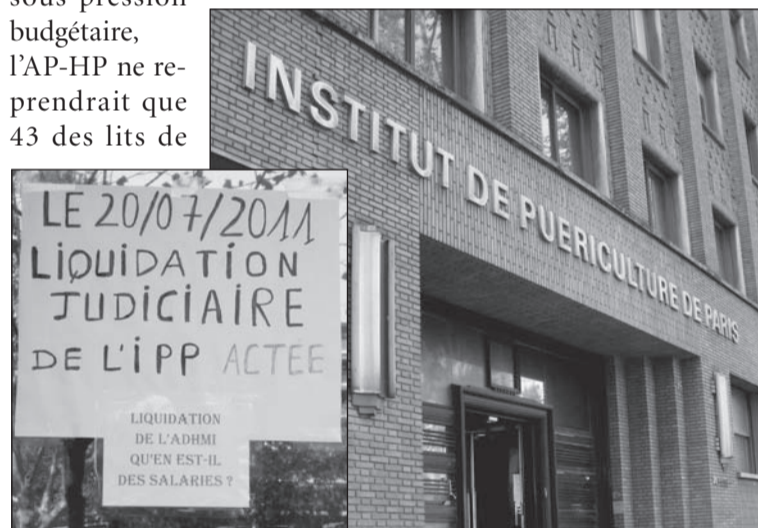 sous pression
budgétaire,
l’AP-HP ne re-
prendrait que
43 des lits de
INSTITUT DE PUERICULTURE DE PARIS
LE 20/07/2011
LIQUIDATION
JUDICIAIRE
DE L'IPP ACTEE
LIQUIDATION
DE L'ADHMI
QU'EN EST-IL
DES SALARIES ?